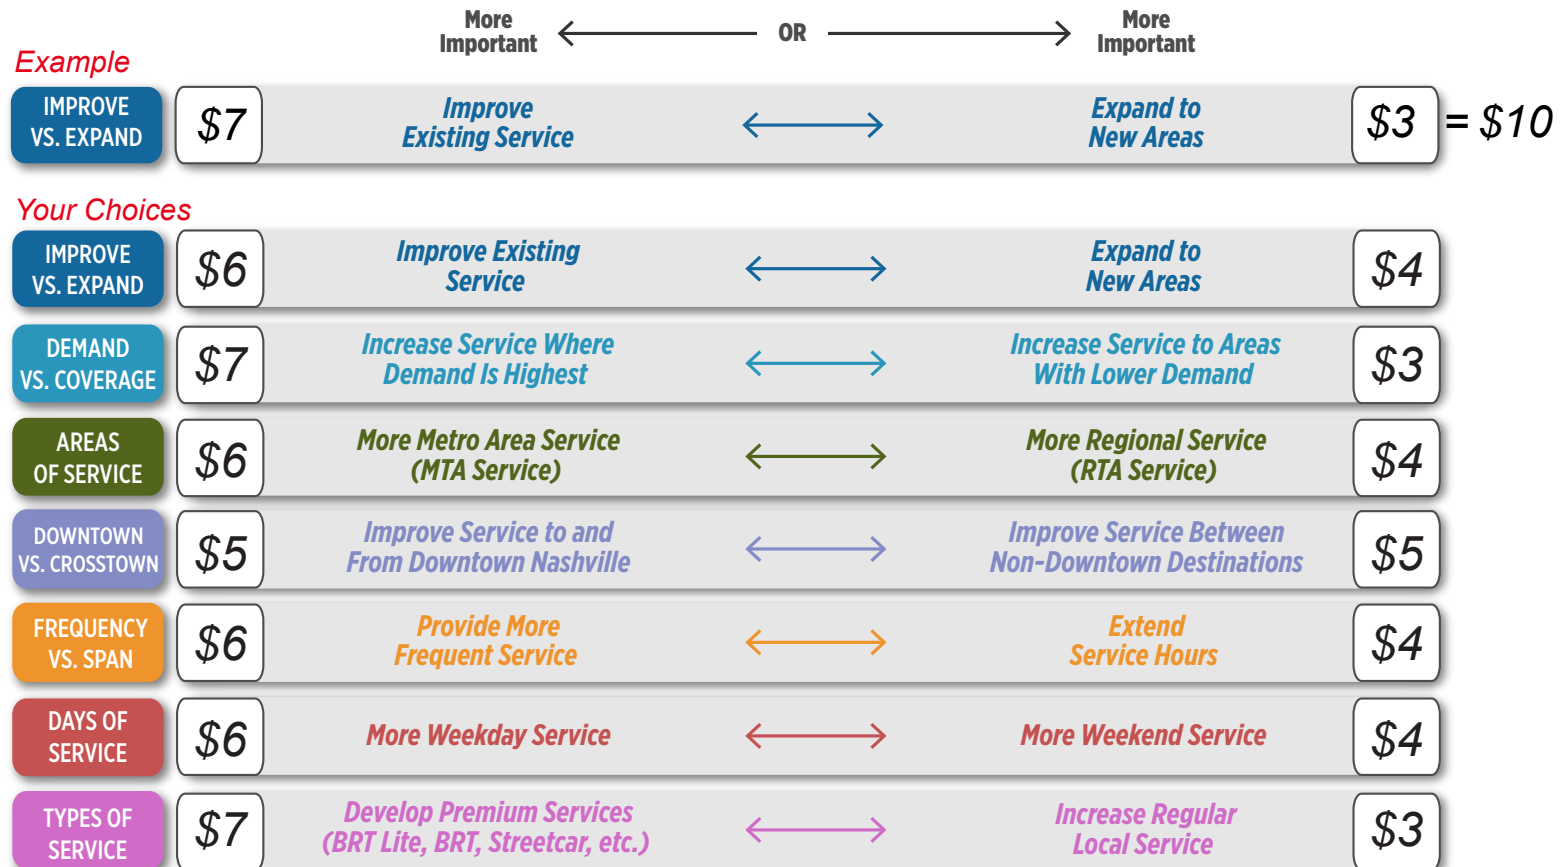 More
Important
OR
More
Important
Example
IMPROVE
VS. EXPAND
$7
Improve
Existing Service
Expand to
New Areas
$3
= $10
Your Choices
IMPROVE
VS. EXPAND
$6
Improve Existing
Service
Expand to
New Areas
$4
DEMAND
VS. COVERAGE
$7
Increase Service Where
Demand Is Highest
Increase Service to Areas
With Lower Demand
$3
AREAS
OF SERVICE
$6
More Metro Area Service
(MTA Service)
More Regional Service
(RTA Service)
$4
DOWNTOWN
VS. CROSSTOWN
$5
Improve Service to and
From Downtown Nashville
Improve Service Between
Non-Downtown Destinations
$5
FREQUENCY
VS. SPAN
$6
Provide More
Frequent Service
Extend
Service Hours
$4
DAYS OF
SERVICE
$6
More Weekday Service
More Weekend Service
$4
TYPES OF
SERVICE
$7
Develop Premium Services
(BRT Lite, BRT, Streetcar, etc.)
Increase Regular
Local Service
$3